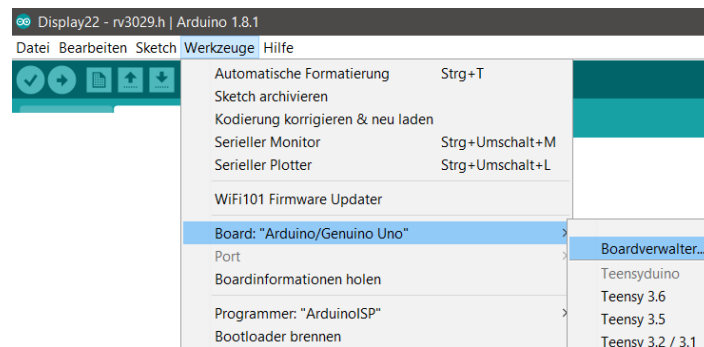 Display22 - rv3029.h | Arduino 1.8.1
Datei Bearbeiten Sketch Werkzeuge Hilfe
Automatische Formatierung Strg+T
Sketch archivieren
Kodierung korrigieren & neu laden
Serieller Monitor Strg+Umschalt+M
Serieller Plotter Strg+Umschalt+L
WiFi101 Firmware Updater
Board: "Arduino/Genuino Uno"
Port
Boardinformationen holen
Programmer: "ArduinoISP"
Bootloader brennen
Boardverwalter...
Teensyduino
Teensy 3.6
Teensy 3.5
Teensy 3.2 / 3.1